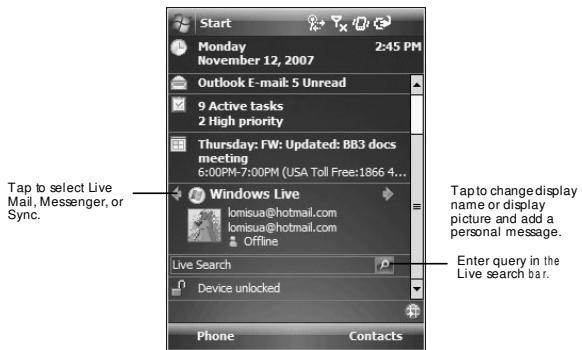 Start
Monday 2:45 PM
November 12, 2007
Outlook E-mail: 5 Unread
9 Active tasks
2 High priority
Thursday: FW: Updated: BB3 docs
meeting
6:00PM-7:00PM (USA Toll Free:1866 4...
Windows Live
lomisua@hotmail.com
lomisua@hotmail.com
Offline
Live Search
Device unlocked
Phone Contacts
Tap to select Live
Mail, Messenger, or
Sync.
Tap to change display
name or display
picture and add a
personal message.
Enter query in the
Live search bar.